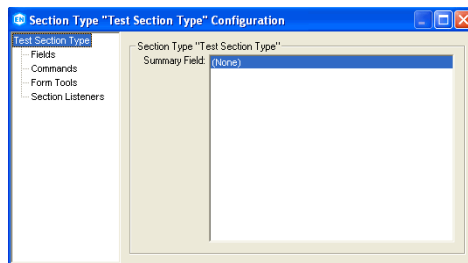 Section Type "Test Section Type" Configuration
Test Section Type
Fields
Commands
Form Tools
Section Listeners
Section Type "Test Section Type"
Summary Field: (None)